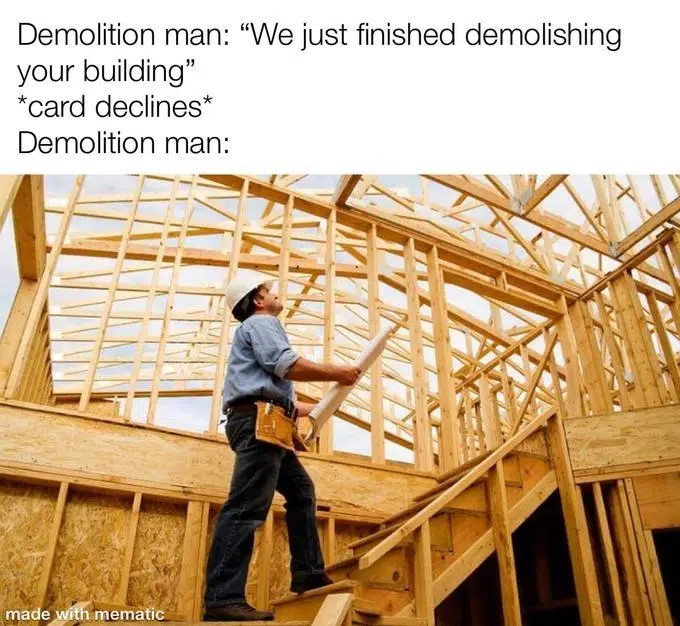 Demolition man: “We just finished demolishing
your building”
*card declines*
Demolition man:
made with mematic